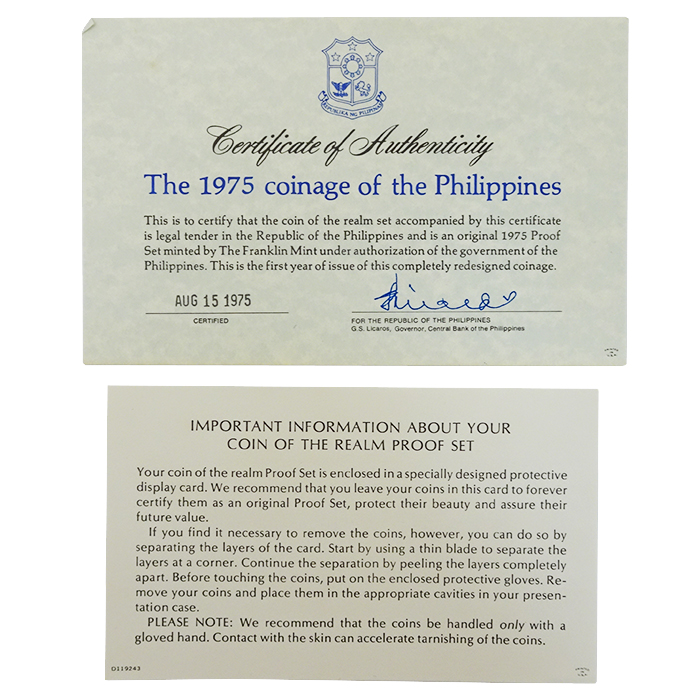 REPUBLIKA NG PILIPINAS
Certificate of Authenticity
The 1975 coinage of the Philippines
This is to certify that the coin of the realm set accompanied by this certificate
is legal tender in the Republic of the Philippines and is an original 1975 Proof
Set minted by The Franklin Mint under authorization of the government of the
Philippines. This is the first year of issue of this completely redesigned coinage.
AUG 15 1975
CERTIFIED
FOR THE REPUBLIC OF THE PHILIPPINES
G.S. Licaros, Governor, Central Bank of the Philippines
IMPORTANT INFORMATION ABOUT YOUR
COIN OF THE REALM PROOF SET
Your coin of the realm Proof Set is enclosed in a specially designed protective
display card. We recommend that you leave your coins in this card to forever
certify them as an original Proof Set, protect their beauty and assure their
future value.
If you find it necessary to remove the coins, however, you can do so by
separating the layers of the card. Start by using a thin blade to separate the
layers at a corner. Continue the separation by peeling the layers completely
apart. Before touching the coins, put on the enclosed protective gloves. Re-
move your coins and place them in the appropriate cavities in your presen-
tation case.
PLEASE NOTE: We recommend that the coins be handled only with a
gloved hand. Contact with the skin can accelerate tarnishing of the coins.
D119243